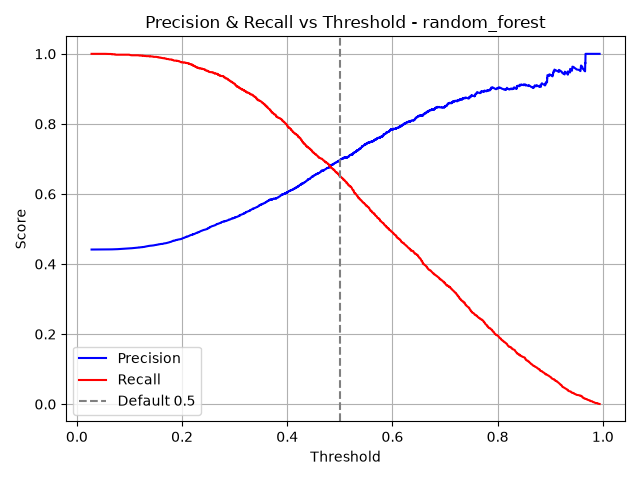 Precision & Recall vs Threshold - random_forest
Score
1.0
0.8
0.6
0.4
0.2
0.0
Precision
Recall
Default 0.5
0.0 0.2 0.4 0.6 0.8 1.0
Threshold